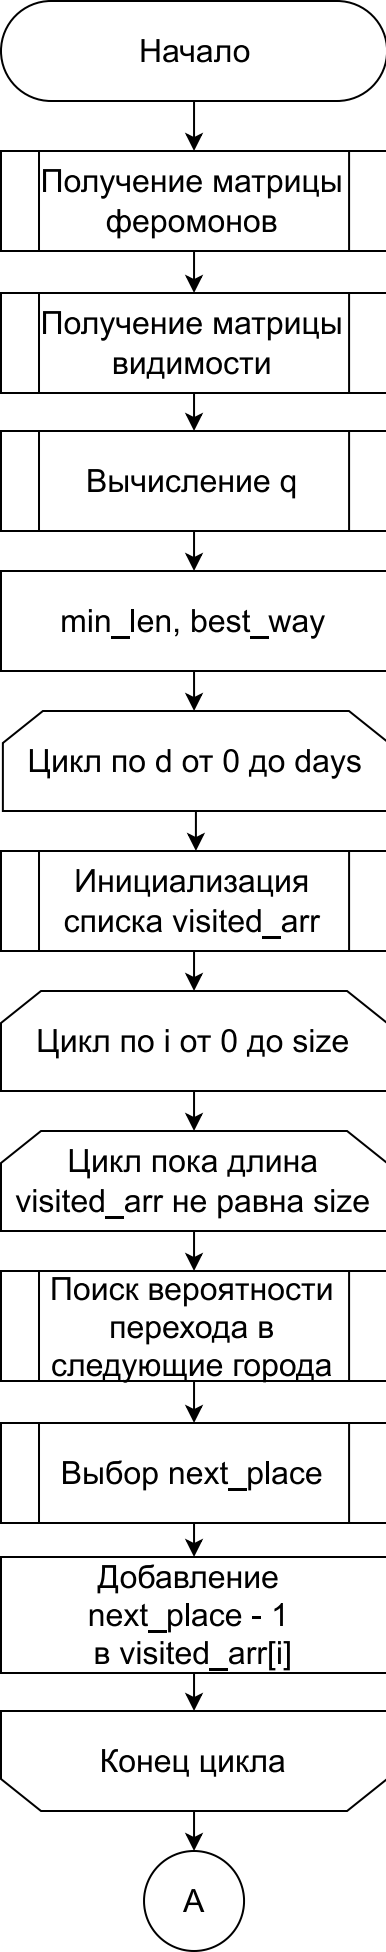 Начало
Получение матрицы
феромонов
Получение матрицы
видимости
Вычисление q
min_len, best_way
Цикл по d от 0 до days
Инициализация
списка visited_arr
Цикл по i от 0 до size
Цикл пока длина
visited_arr не равна size
Поиск вероятности
перехода в
следующие города
Выбор next_place
Добавление
next_place - 1
в visited_arr[i]
Конец цикла
A